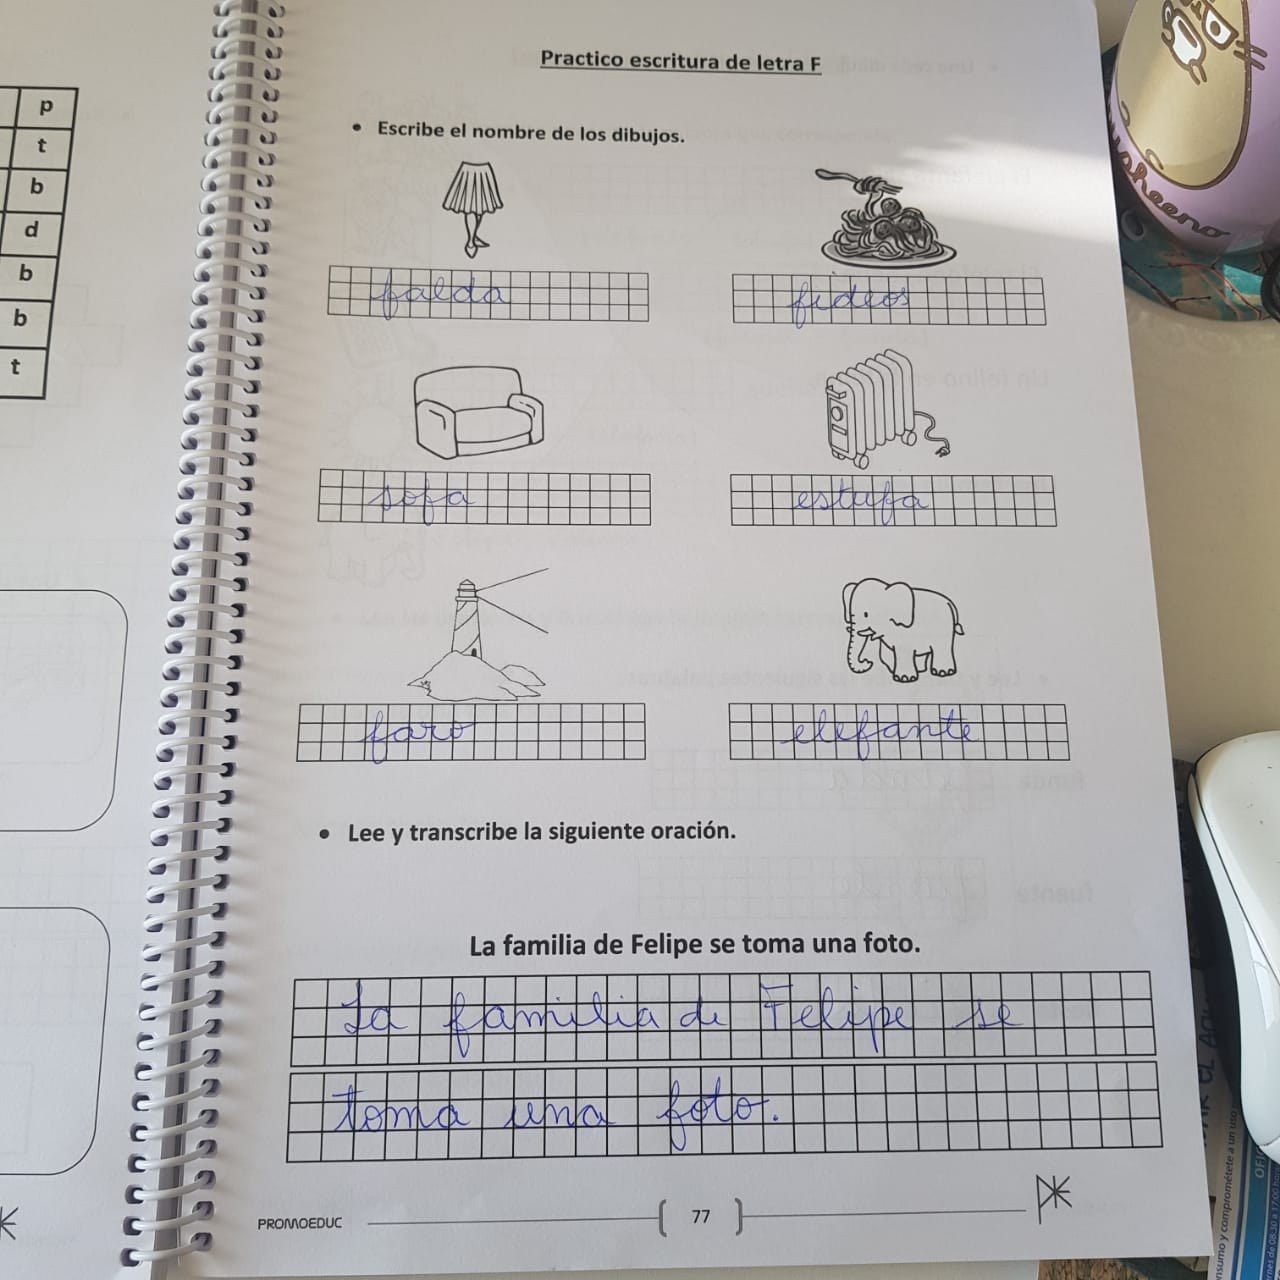 p
t
b
d
b
b
t
Practico escritura de letra F
• Escribe el nombre de los dibujos.
falda
fideos
sofa
estufa
faro
elefante
• Lee y transcribe la siguiente oración.
La familia de Felipe se toma una foto.
La familia de Felipe se
toma una foto.
PROMOEDUC
77
usheeno